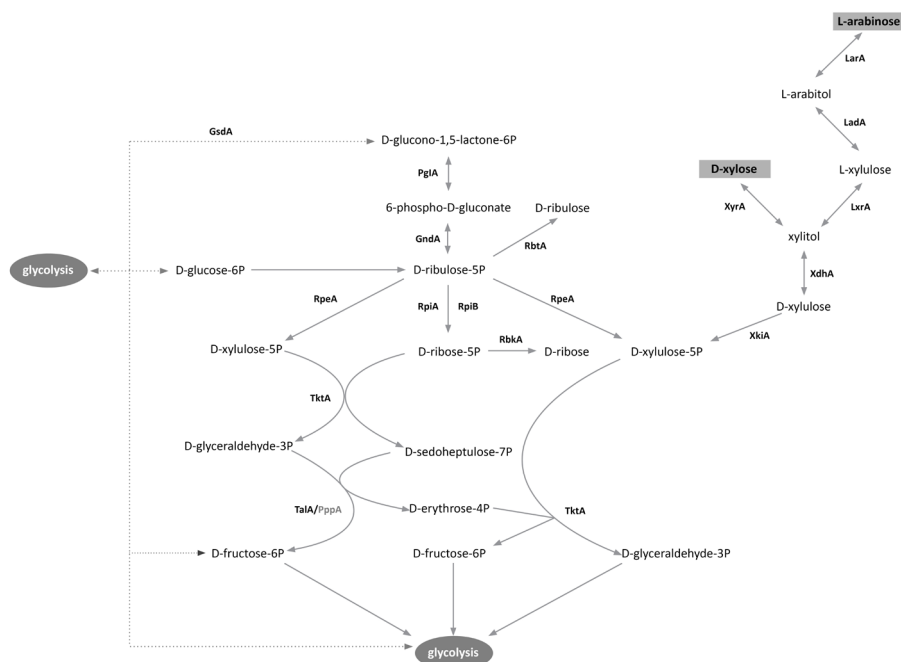 L-arabinose
LarA
L-arabitol
GsdA
LadA
D-glucono-1,5-lactone-6P
PglA
D-xylose
L-xylulose
6-phospho-D-gluconate
D-ribulose
XyrA
LxrA
GndA
RbtA
xylitol
glycolysis
D-glucose-6P
D-ribulose-5P
XdhA
RpeA
RpiA
RpiB
RpeA
D-xylulose
XkiA
D-xylulose-5P
D-ribose-5P
RbkA
D-ribose
D-xylulose-5P
TktA
D-glyceraldehyde-3P
D-sedoheptulose-7P
TalA/PppA
D-erythrose-4P
TktA
D-fructose-6P
D-fructose-6P
D-glyceraldehyde-3P
glycolysis